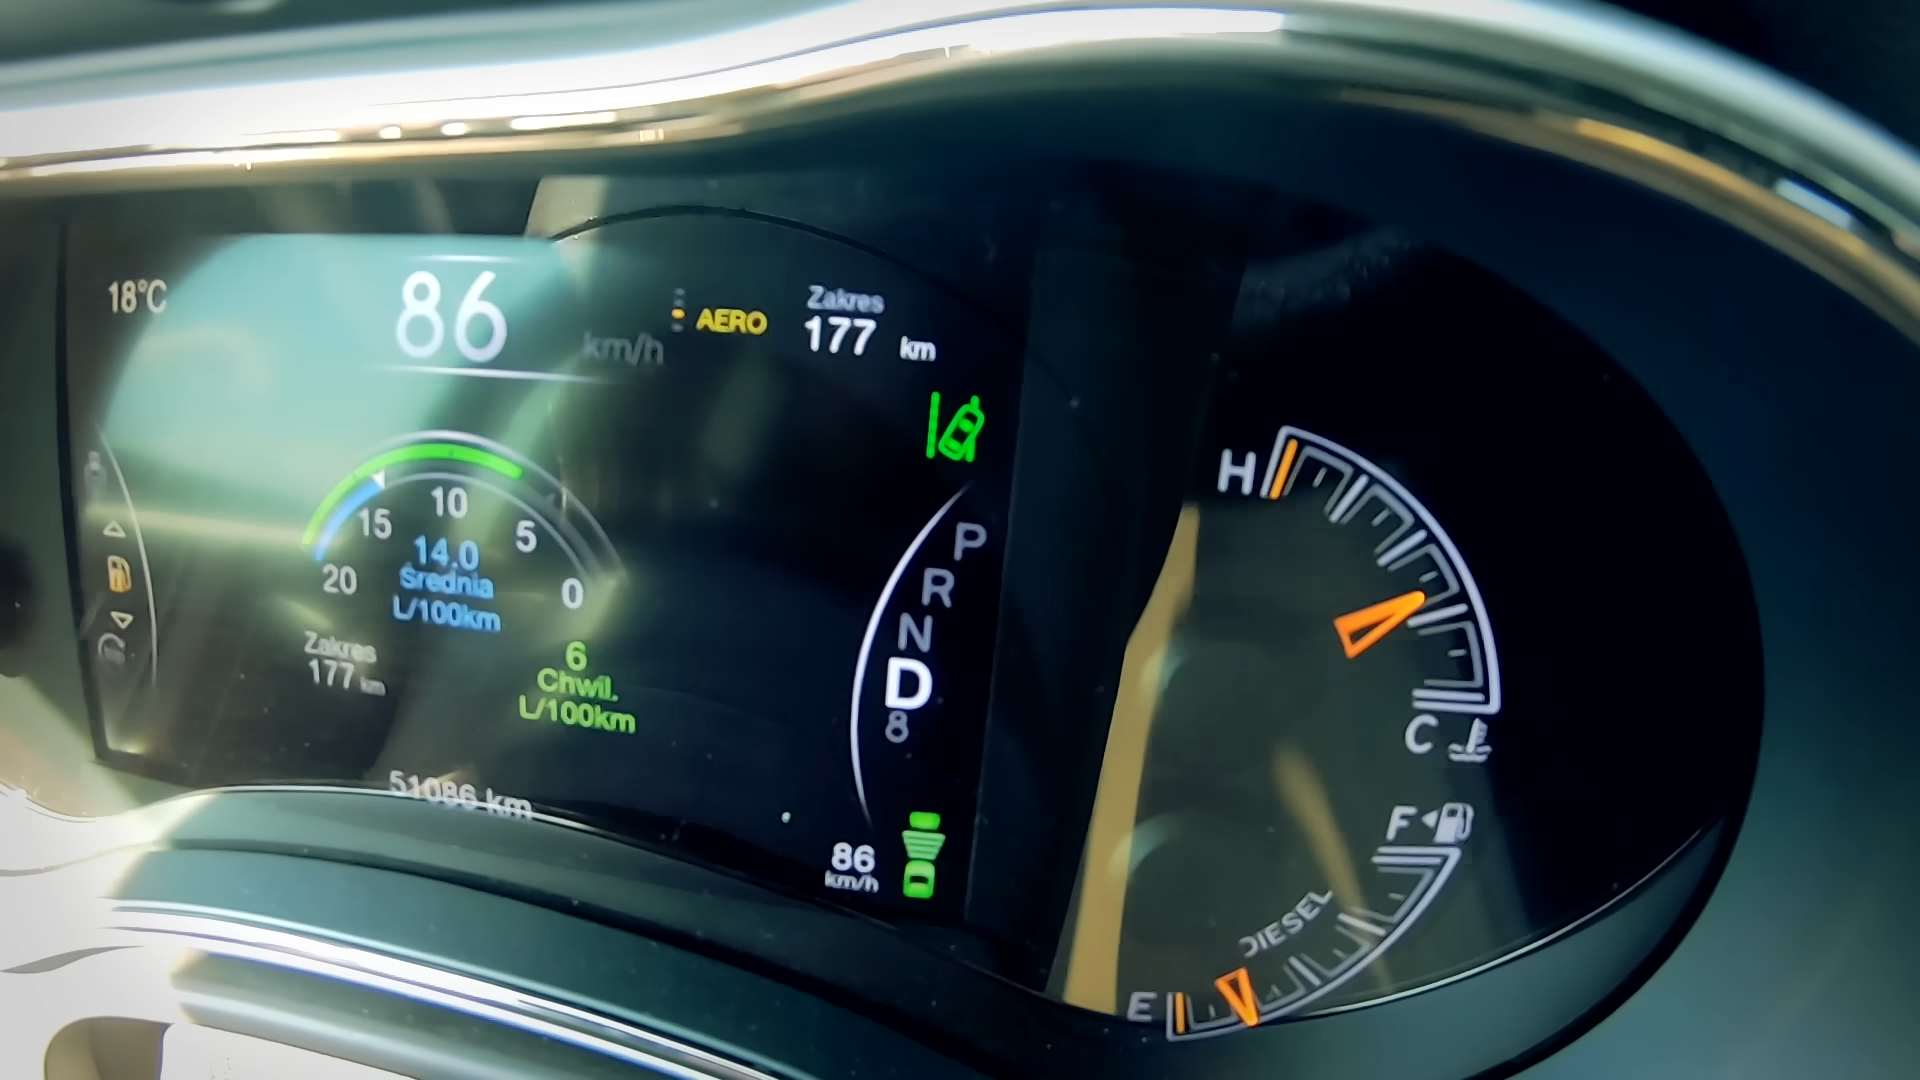 18°C
86
km/h
AERO
Zakres
177 km
10
15
5
20
0
14.0
Średnia
L/100km
Zakres
177 km
6
Chwil.
L/100km
51086 km
P
R
N
D
8
86
km/h
H
C
F
DIESEL
E